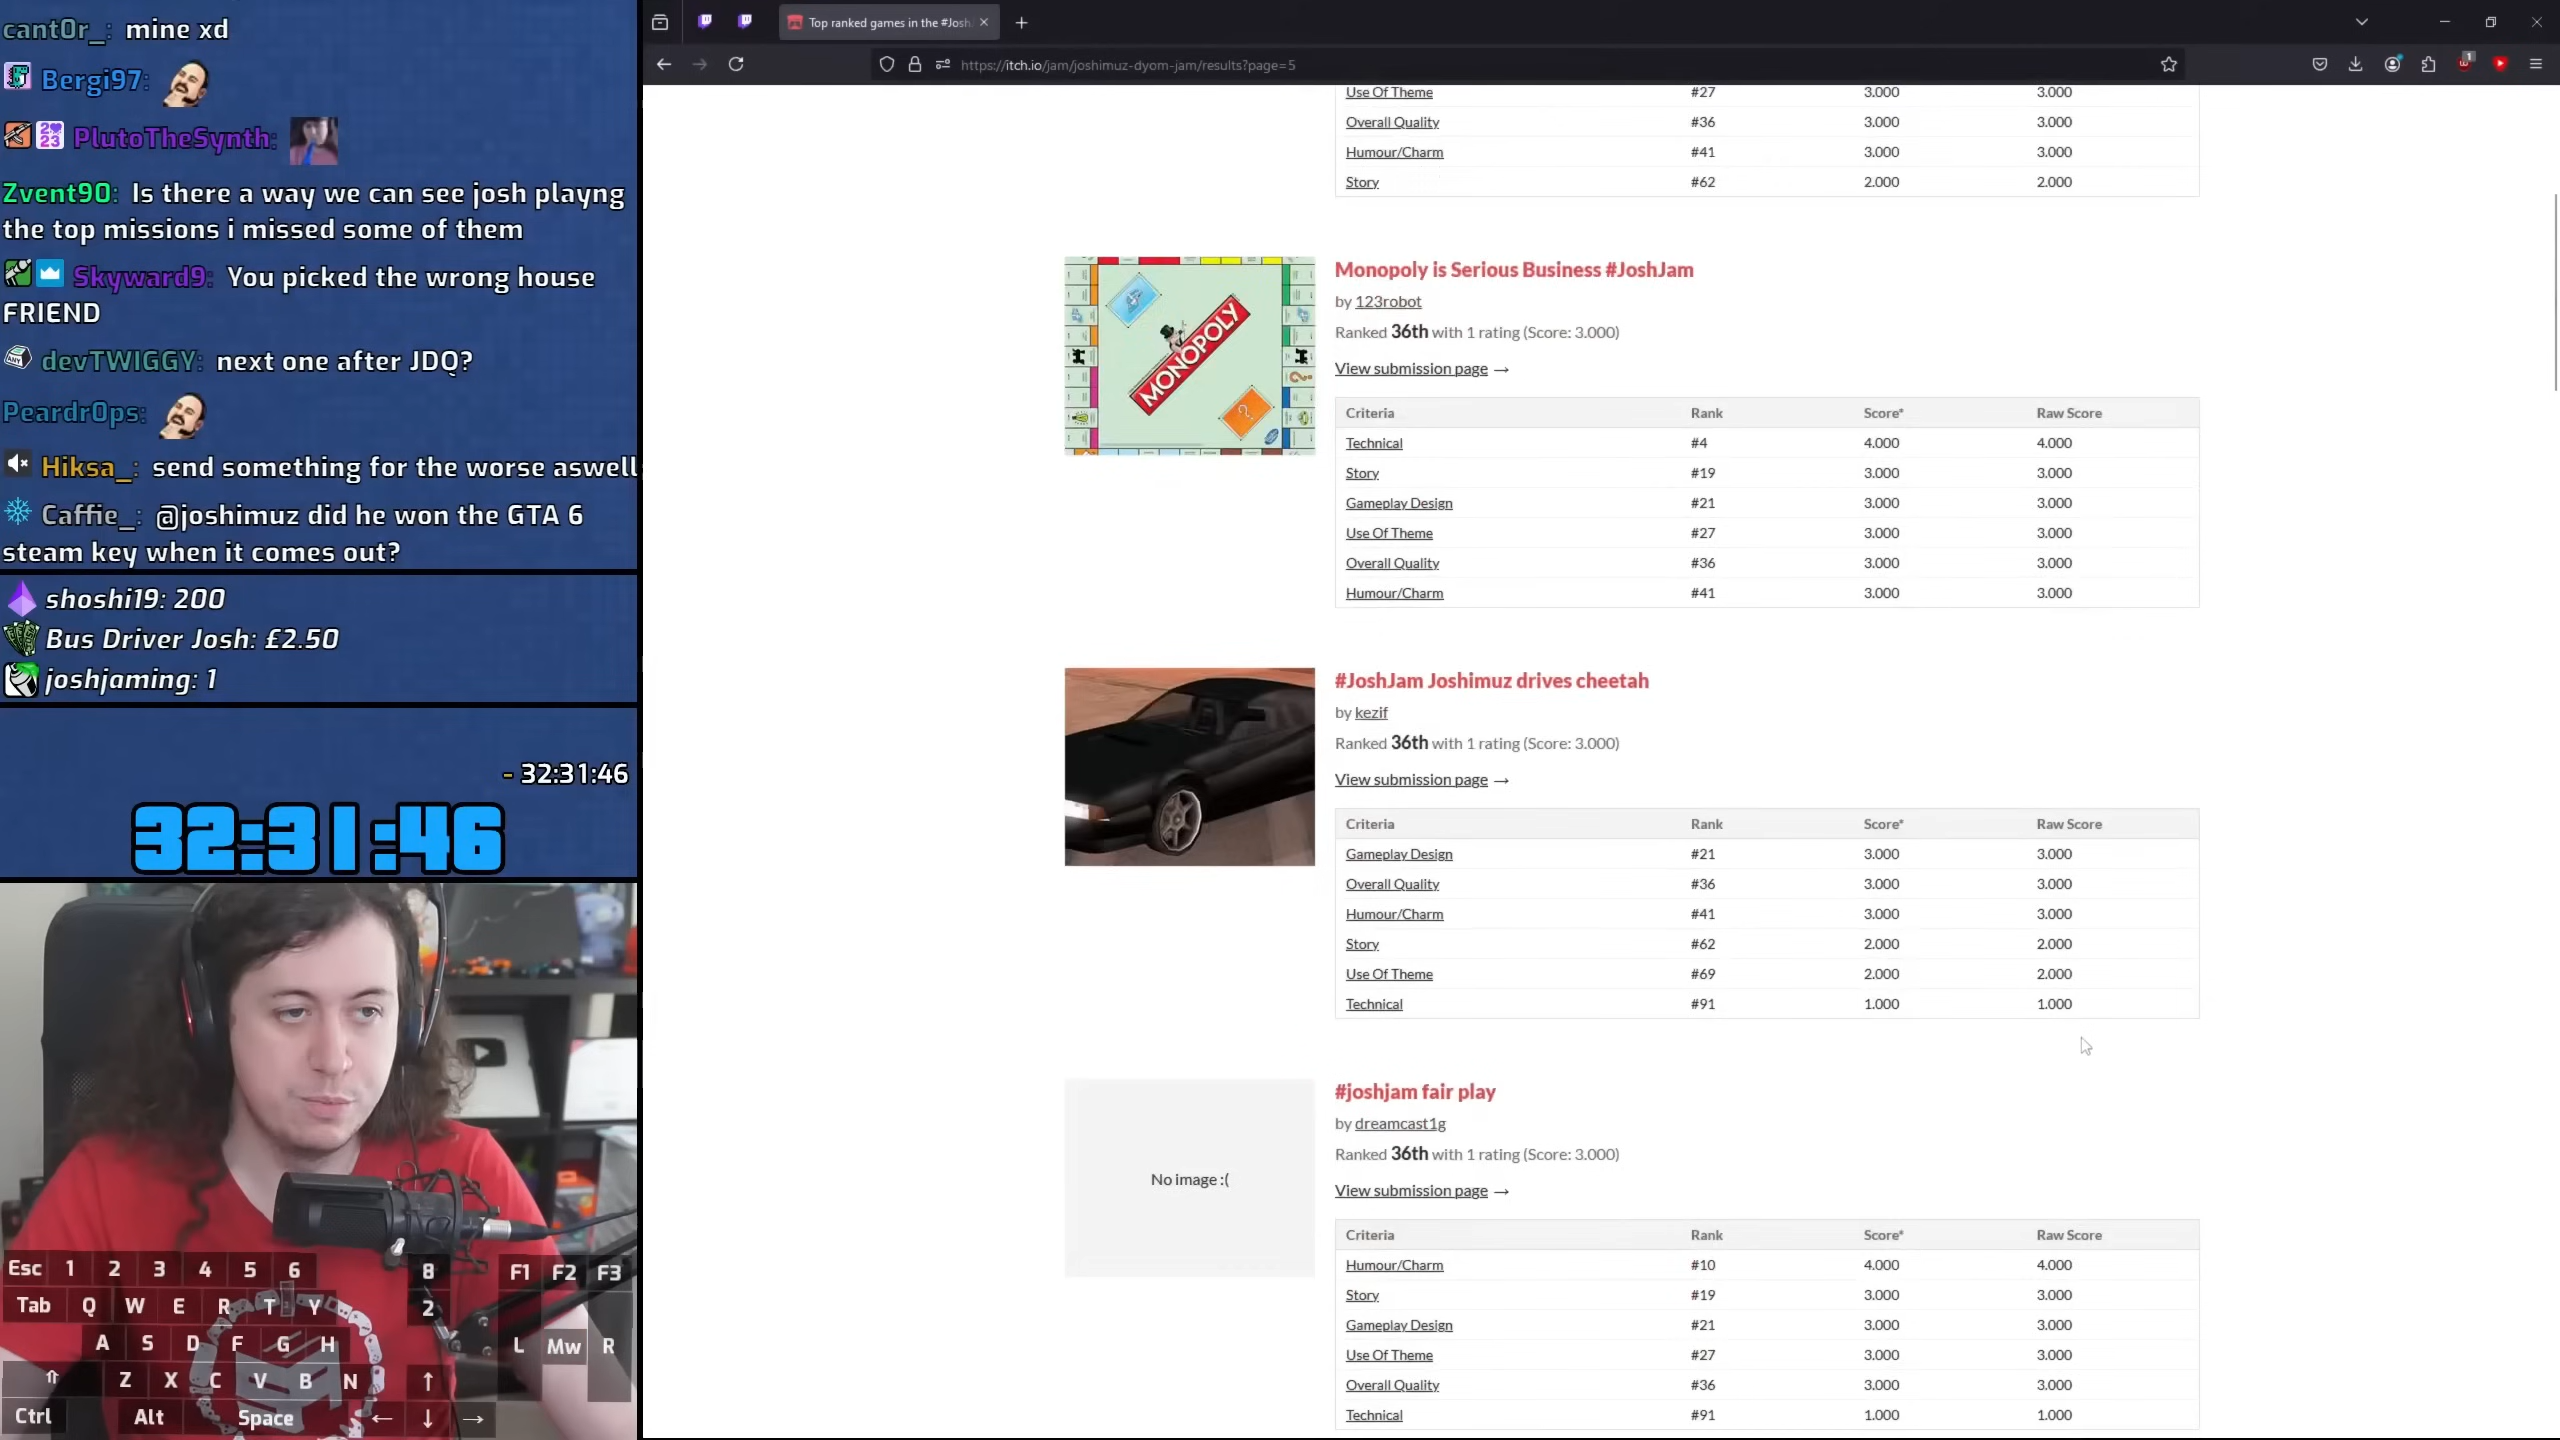 cant0r_: mine xd
Bergi97:
PlutoTheSynth:
Zvent90: Is there a way we can see josh playng
the top missions i missed some of them
Skyward9: You picked the wrong house
FRIEND
devTWIGGY: next one after JDQ?
Peardr0ps:
Hiksa_: send something for the worse aswell
Caffie_: @joshimuz did he won the GTA 6
steam key when it comes out?
shoshi19: 200
Bus Driver Josh: £2.50
joshjaming: 1
- 32:31:46
32:31:46
Esc 1 2 3 4 5 6 8 F1 F2 F3
Tab Q W E R T Y 2
A S D F G H L Mw R
⇧ Z X C V B N ↑
Ctrl Alt Space ← ↓ →
Top ranked games in the #Josh
https://itch.io/jam/joshimuz-dyom-jam/results?page=5
Use Of Theme #27 3.000 3.000
Overall Quality #36 3.000 3.000
Humour/Charm #41 3.000 3.000
Story #62 2.000 2.000
MONOPOLY
Monopoly is Serious Business #JoshJam
by 123robot
Ranked 36th with 1 rating (Score: 3.000)
View submission page →
Criteria Rank Score* Raw Score
Technical #4 4.000 4.000
Story #19 3.000 3.000
Gameplay Design #21 3.000 3.000
Use Of Theme #27 3.000 3.000
Overall Quality #36 3.000 3.000
Humour/Charm #41 3.000 3.000
#JoshJam Joshimuz drives cheetah
by kezif
Ranked 36th with 1 rating (Score: 3.000)
View submission page →
Criteria Rank Score* Raw Score
Gameplay Design #21 3.000 3.000
Overall Quality #36 3.000 3.000
Humour/Charm #41 3.000 3.000
Story #62 2.000 2.000
Use Of Theme #69 2.000 2.000
Technical #91 1.000 1.000
No image :(
#joshjam fair play
by dreamcast1g
Ranked 36th with 1 rating (Score: 3.000)
View submission page →
Criteria Rank Score* Raw Score
Humour/Charm #10 4.000 4.000
Story #19 3.000 3.000
Gameplay Design #21 3.000 3.000
Use Of Theme #27 3.000 3.000
Overall Quality #36 3.000 3.000
Technical #91 1.000 1.000